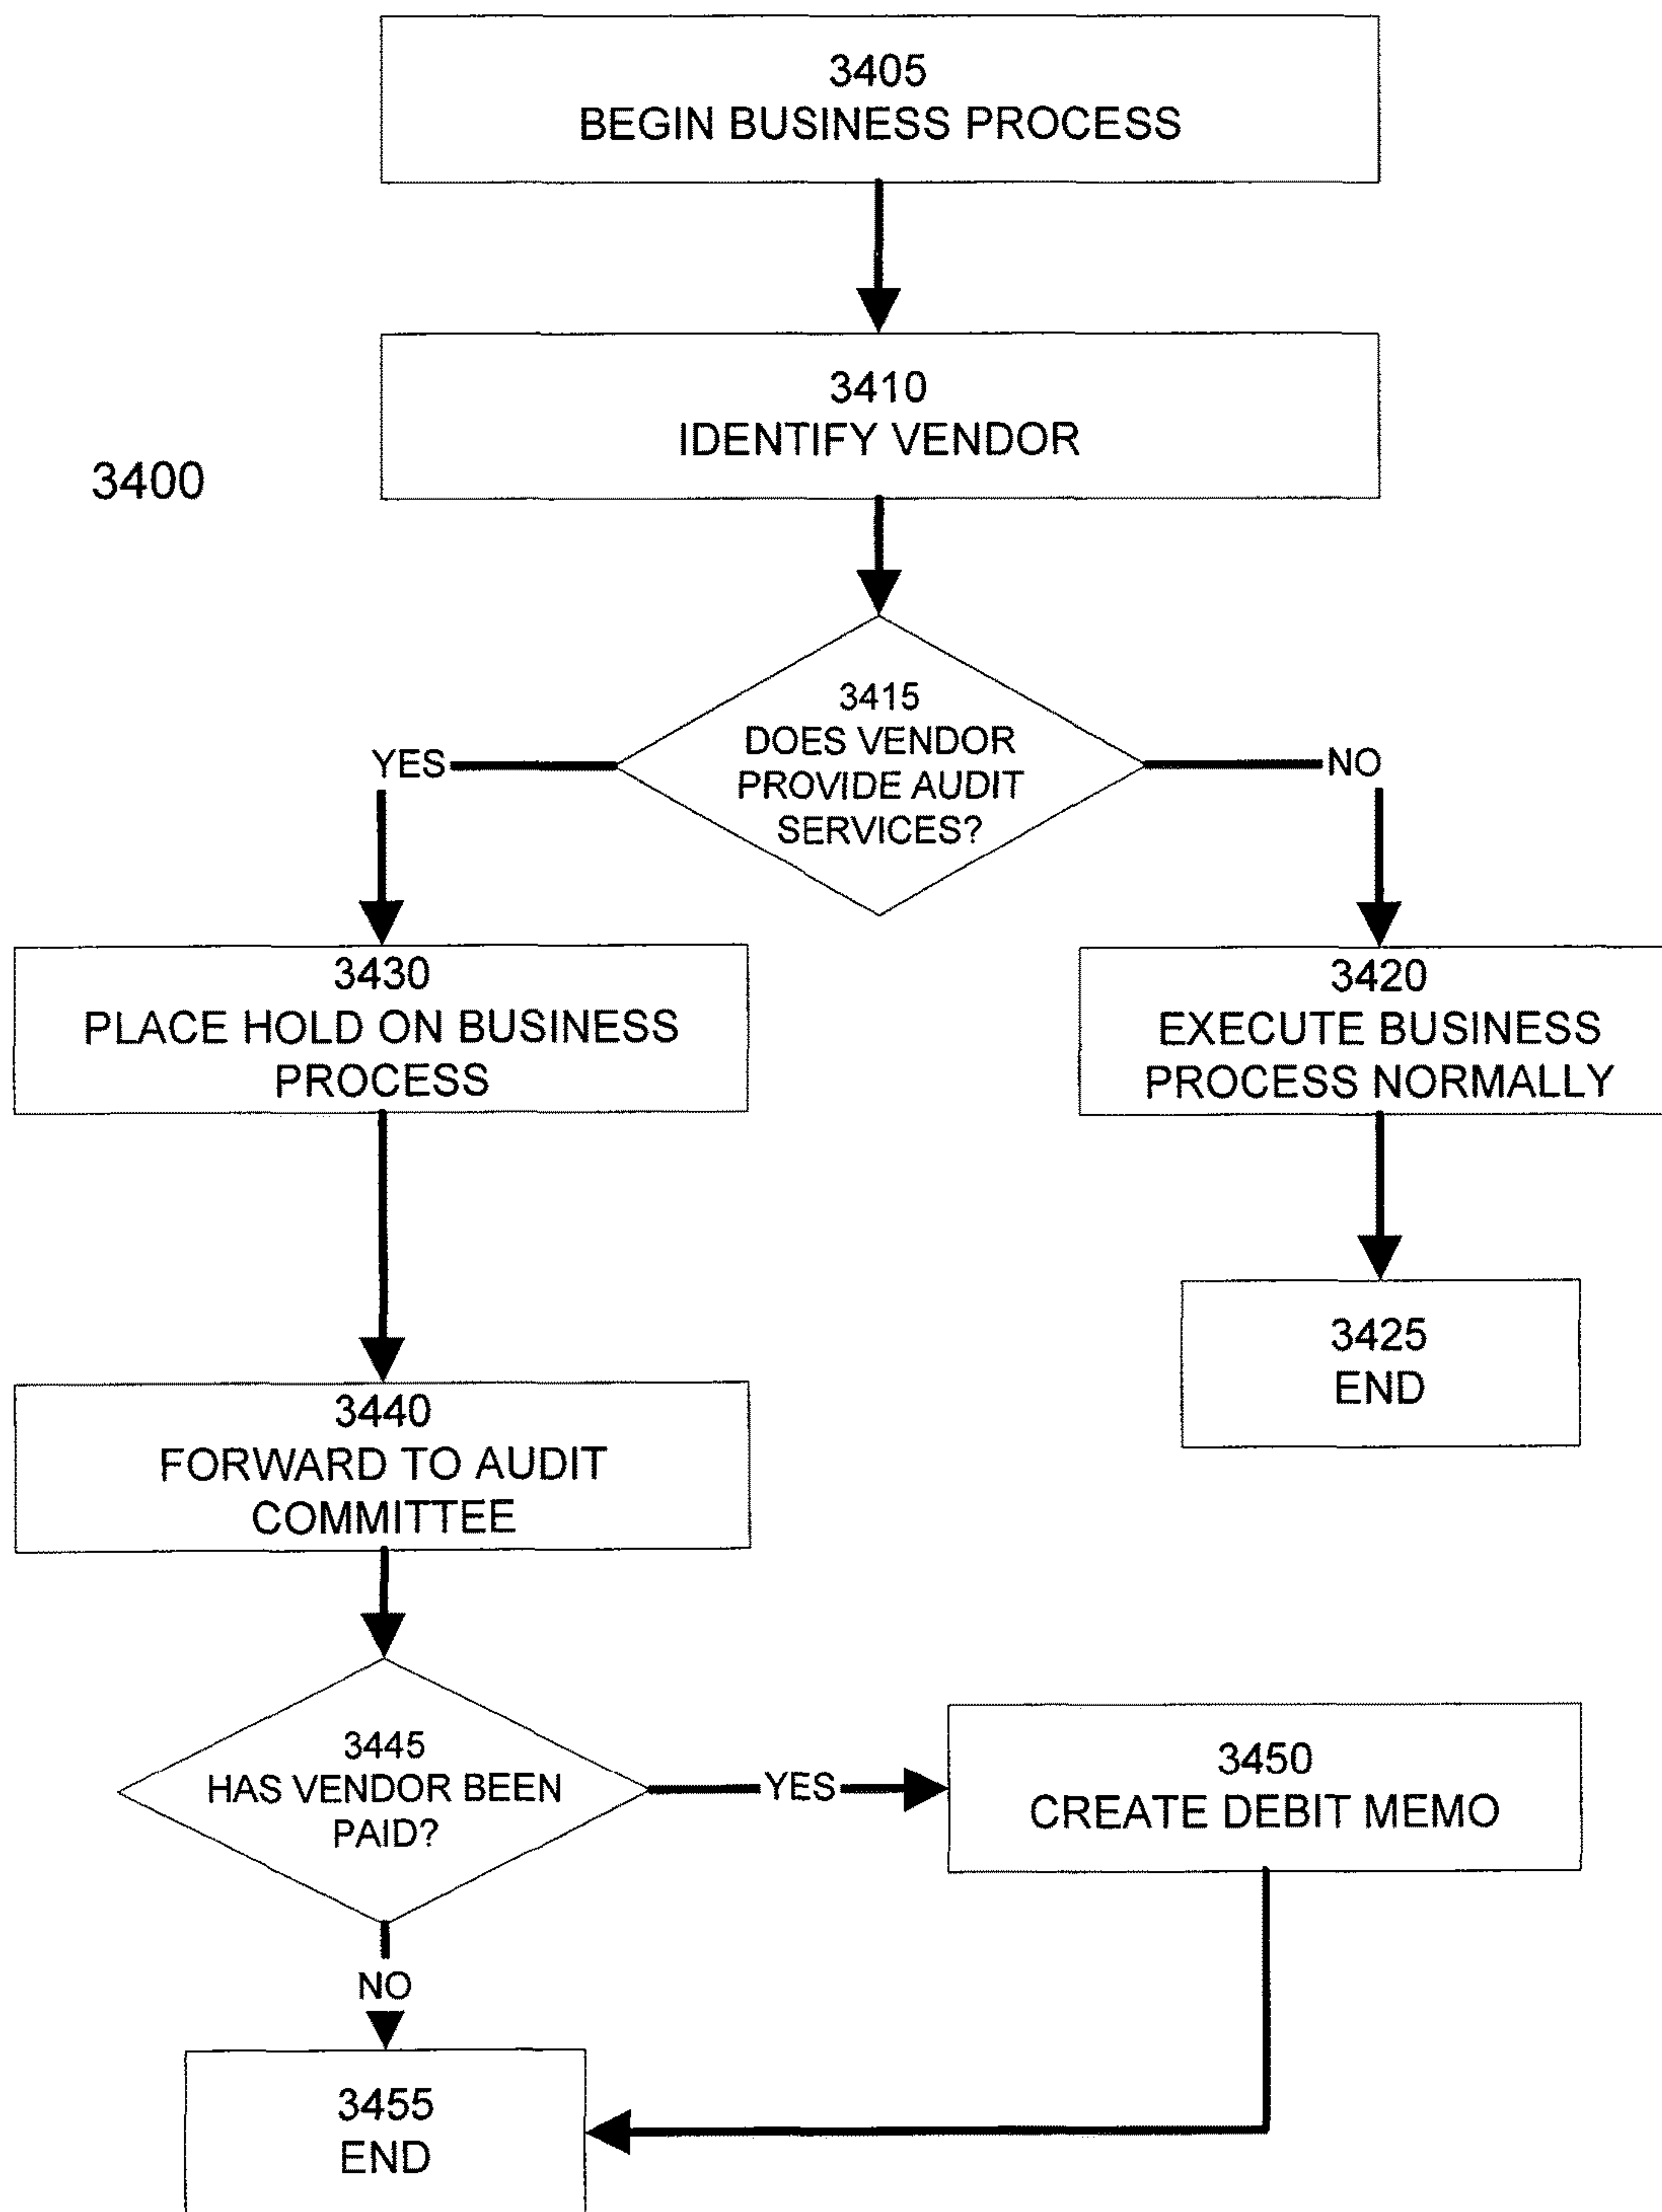 3405
BEGIN BUSINESS PROCESS
3410
IDENTIFY VENDOR
3400
3415
DOES VENDOR
PROVIDE AUDIT
SERVICES?
YES
NO
3430
PLACE HOLD ON BUSINESS
PROCESS
3420
EXECUTE BUSINESS
PROCESS NORMALLY
3425
END
3440
FORWARD TO AUDIT
COMMITTEE
3445
HAS VENDOR BEEN
PAID?
YES
3450
CREATE DEBIT MEMO
NO
3455
END